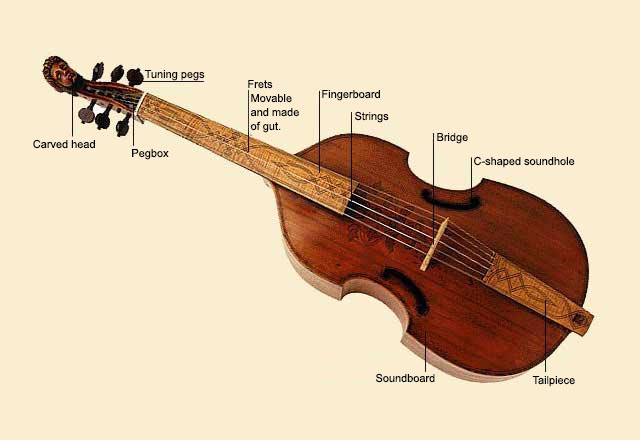 Tuning pegs
Frets
Movable
and made
of gut.
Fingerboard
Strings
Bridge
C-shaped soundhole
Carved head
Pegbox
Soundboard
Tailpiece